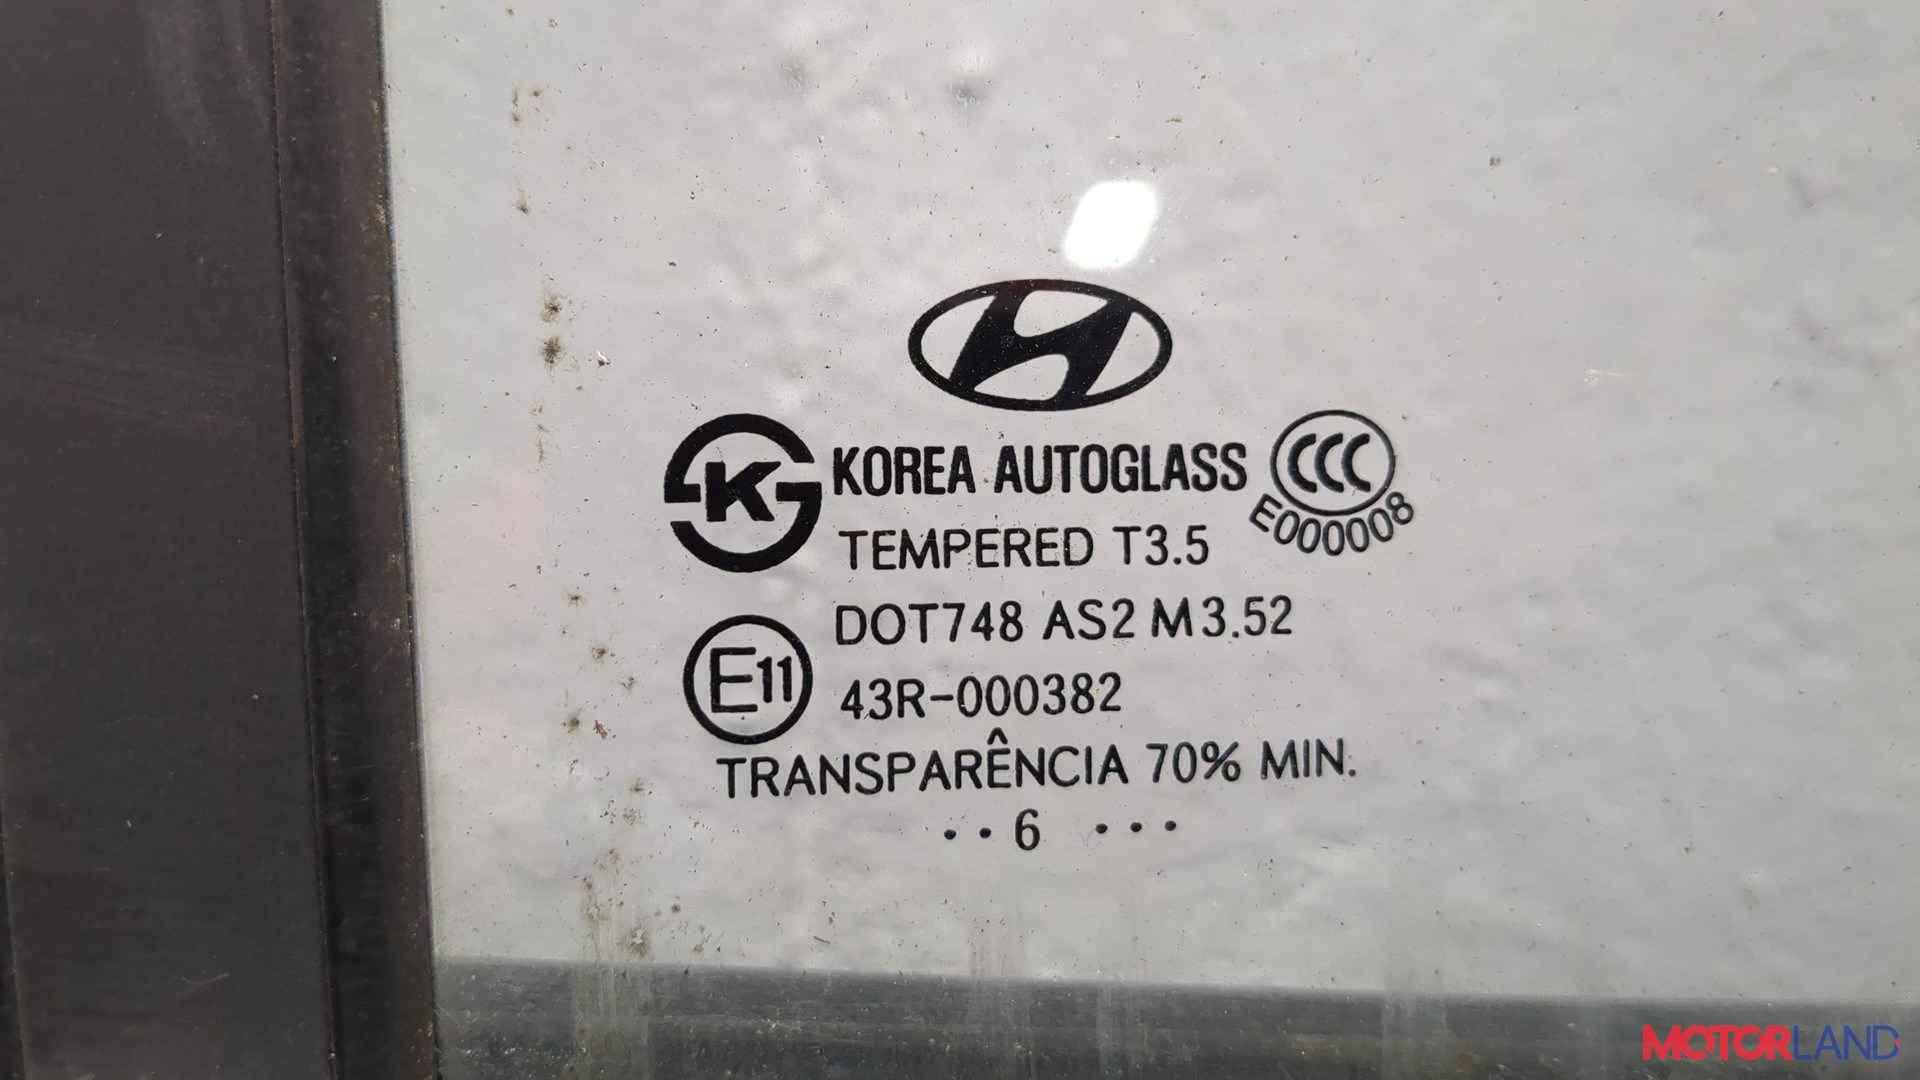 KOREA AUTOGLASS
CCC
E000008
K
TEMPERED T3.5
DOT748 AS2 M3.52
E11
43R-000382
TRANSPARÊNCIA 70% MIN.
• • 6 • • •
MOTORLAND